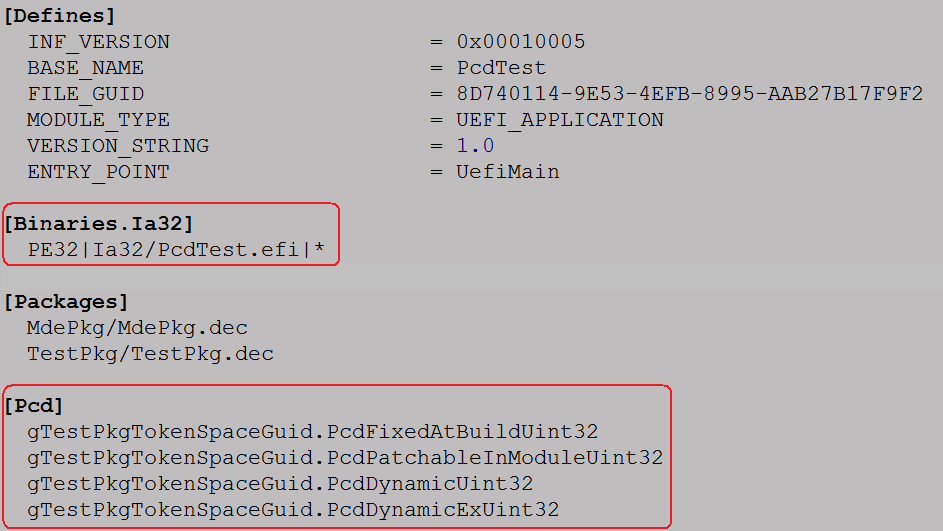 [Defines]
INF_VERSION = 0x00010005
BASE_NAME = PcdTest
FILE_GUID = 8D740114-9E53-4EFB-8995-AAB27B17F9F2
MODULE_TYPE = UEFI_APPLICATION
VERSION_STRING = 1.0
ENTRY_POINT = UefiMain
[Binaries.Ia32]
PE32|Ia32/PcdTest.efi|*
[Packages]
MdePkg/MdePkg.dec
TestPkg/TestPkg.dec
[Pcd]
gTestPkgTokenSpaceGuid.PcdFixedAtBuildUint32
gTestPkgTokenSpaceGuid.PcdPatchableInModuleUint32
gTestPkgTokenSpaceGuid.PcdDynamicUint32
gTestPkgTokenSpaceGuid.PcdDynamicExUint32